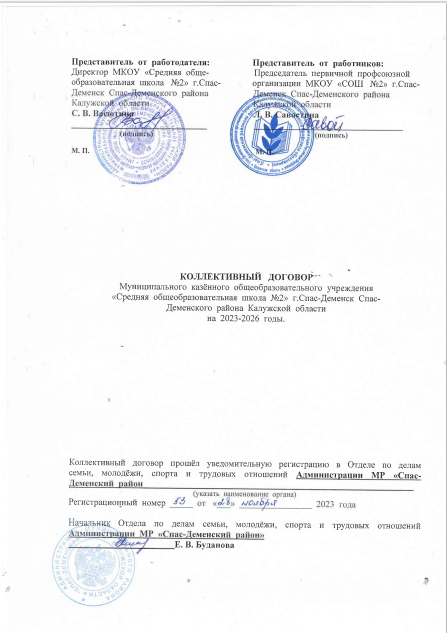 Представитель от работодателя:
Директор МКОУ «Средняя обще-
образовательная школа №2» г.Спас-
Деменск Спас-Деменского района
Калужской области
С. В. Васютина
(подпись)
М. П.
Представитель от работников:
Председатель первичной профсоюзной
организации МКОУ «СОШ №2» г.Спас-
Деменск Спас-Деменского района
Калужской области
Л. В. Савостина
(подпись)
М. П.
КОЛЛЕКТИВНЫЙ ДОГОВОР
Муниципального казённого общеобразовательного учреждения
«Средняя общеобразовательная школа №2» г.Спас-Деменск Спас-
Деменского района Калужской области
на 2023-2026 годы.
Коллективный договор прошёл уведомительную регистрацию в Отделе по делам
семьи, молодёжи, спорта и трудовых отношений Администрации МР «Спас-
Деменский район
(указать наименование органа)
Регистрационный номер 53 от «28» ноября 2023 года
Начальник Отдела по делам семьи, молодёжи, спорта и трудовых отношений
Администрации МР «Спас-Деменский район»
Е. В. Буданова